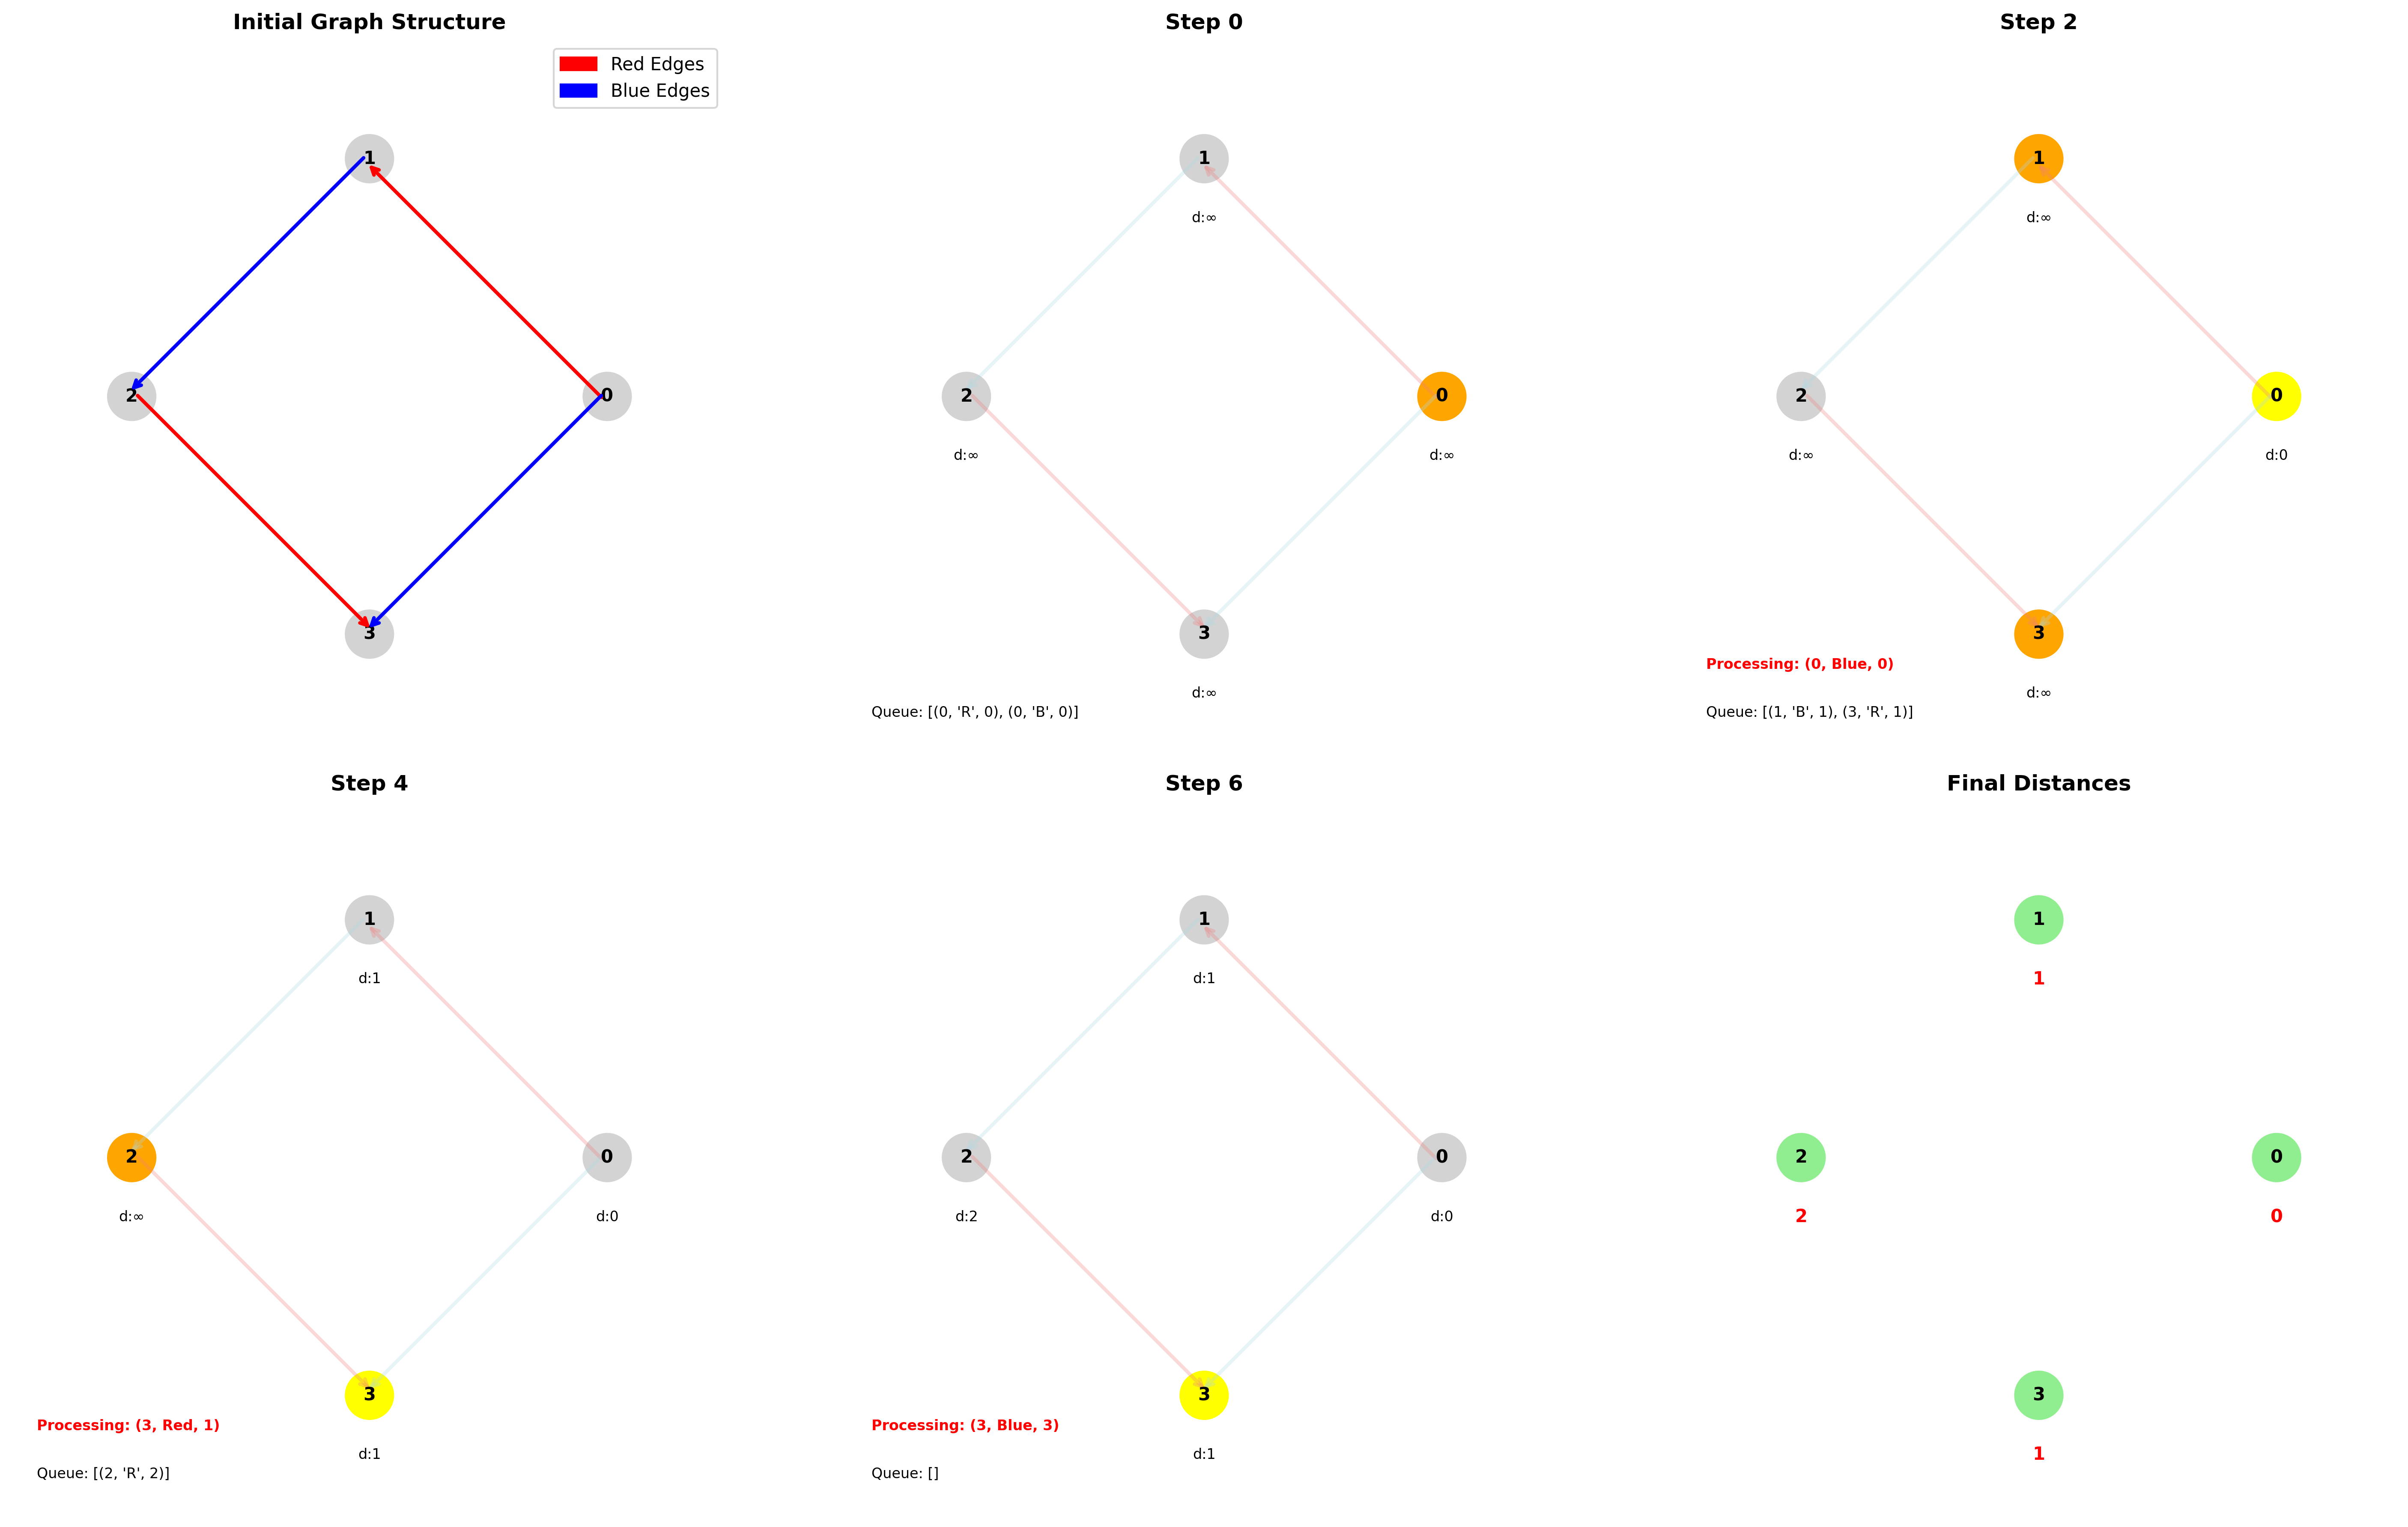 Initial Graph Structure
Red Edges
Blue Edges
1
2
0
3
Step 0
1
d:∞
2
0
d:∞
d:∞
3
d:∞
Queue: [(0, 'R', 0), (0, 'B', 0)]
Step 2
1
d:∞
2
0
d:∞
d:0
3
Processing: (0, Blue, 0)
d:∞
Queue: [(1, 'B', 1), (3, 'R', 1)]
Step 4
1
d:1
2
0
d:∞
d:0
3
Processing: (3, Red, 1)
d:1
Queue: [(2, 'R', 2)]
Step 6
1
d:1
2
0
d:2
d:0
3
Processing: (3, Blue, 3)
d:1
Queue: []
Final Distances
1
1
2
0
2
0
3
1